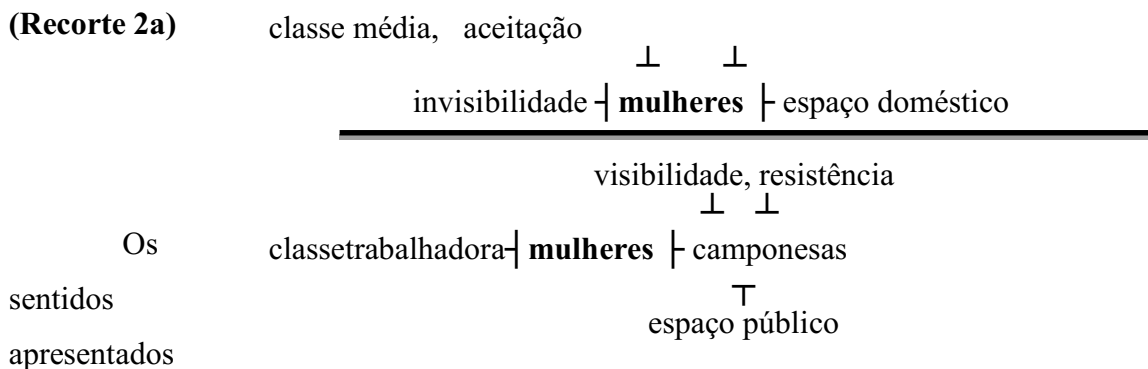 (Recorte 2a) classe média, aceitação
⊥ ⊥
invisibilidade ┤ mulheres ├ espaço doméstico
visibilidade, resistência
⊥ ⊥
Os classetrabalhadora┤ mulheres ├ camponesas
sentidos ┬
espaço público
apresentados